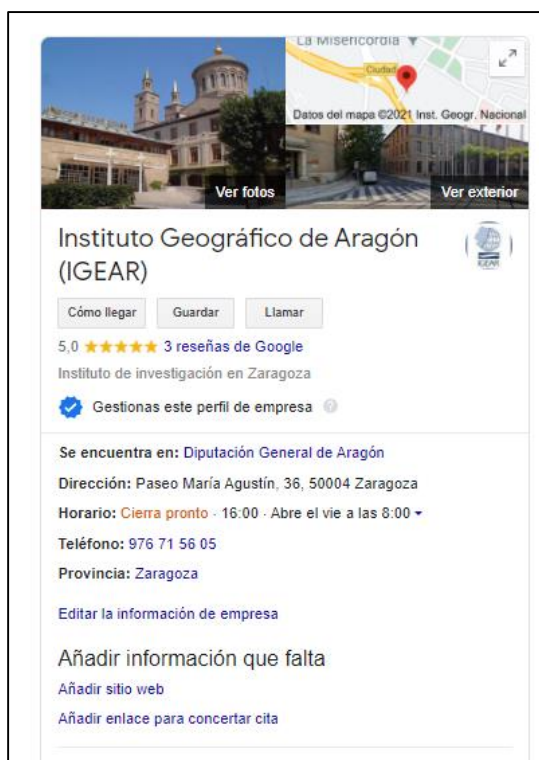 La Misericordia
Ciudad
Datos del mapa ©2021 Inst. Geogr. Nacional
Ver fotos
Ver exterior
Instituto Geográfico de Aragón
(IGEAR)
IGEAR
Cómo llegar Guardar Llamar
5,0 ★★★★★ 3 reseñas de Google
Instituto de investigación en Zaragoza
Gestionas este perfil de empresa ?
Se encuentra en: Diputación General de Aragón
Dirección: Paseo María Agustín, 36, 50004 Zaragoza
Horario: Cierra pronto · 16:00 · Abre el vie a las 8:00
Teléfono: 976 71 56 05
Provincia: Zaragoza
Editar la información de empresa
Añadir información que falta
Añadir sitio web
Añadir enlace para concertar cita